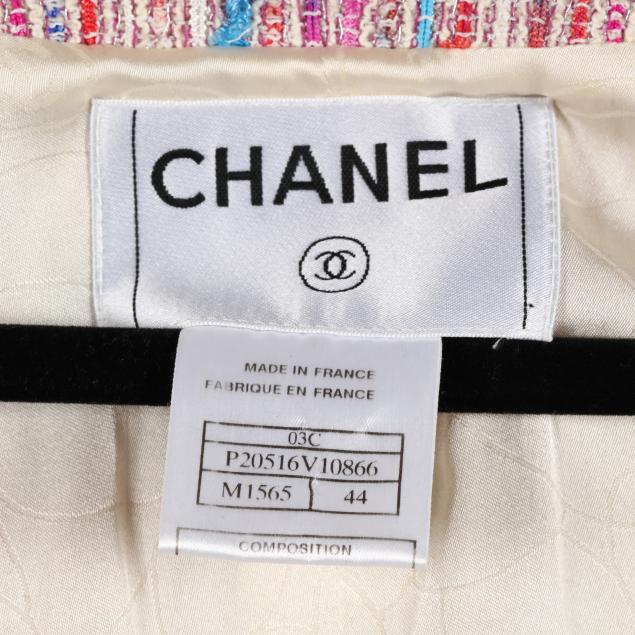 CHANEL
MADE IN FRANCE
FABRIQUE EN FRANCE
03C
P20516V10866
M1565 44
COMPOSITION